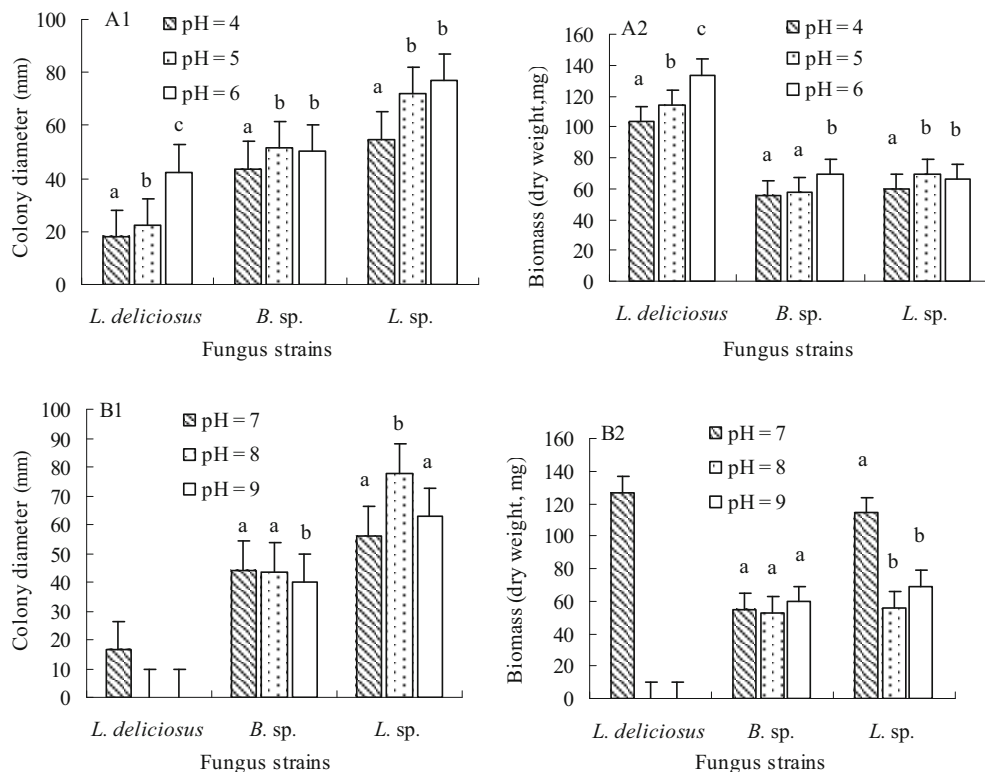 A1
pH = 4
pH = 5
pH = 6
Colony diameter (mm)
100
80
60
40
20
0
a b c
a b b
a b b
L. deliciosus B. sp. L. sp.
Fungus strains
A2
pH = 4
pH = 5
pH = 6
Biomass (dry weight,mg)
160
140
120
100
80
60
40
20
0
a b c
a a b
a b b
L. deliciosus B. sp. L. sp.
Fungus strains
B1
pH = 7
pH = 8
pH = 9
Colony diameter (mm)
100
90
80
70
60
50
40
30
20
10
0
a a b
a b a
L. deliciosus B. sp. L. sp.
Fungus strains
B2
pH = 7
pH = 8
pH = 9
Biomass (dry weight, mg)
160
140
120
100
80
60
40
20
0
a a a
a b b
L. deliciosus B. sp. L. sp.
Fungus strains